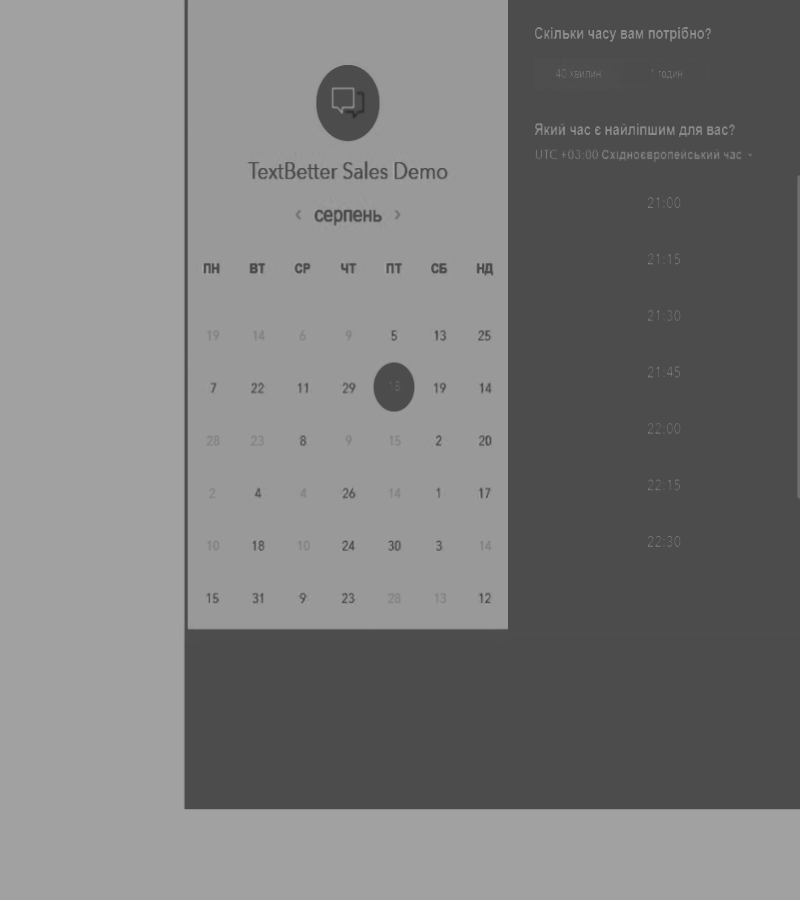 TextBetter Sales Demo
‹ серпень ›
ПН ВТ СР ЧТ ПТ СБ НД
19 14 6 9 5 13 25
7 22 11 29 18 19 14
28 23 8 9 15 2 20
2 4 4 26 14 1 17
10 18 10 24 30 3 14
15 31 9 23 28 13 12
Скільки часу вам потрібно?
40 хвилин 1 годин
Який час є найліпшим для вас?
UTC +03:00 Східноєвропейський час
21:00
21:15
21:30
21:45
22:00
22:15
22:30